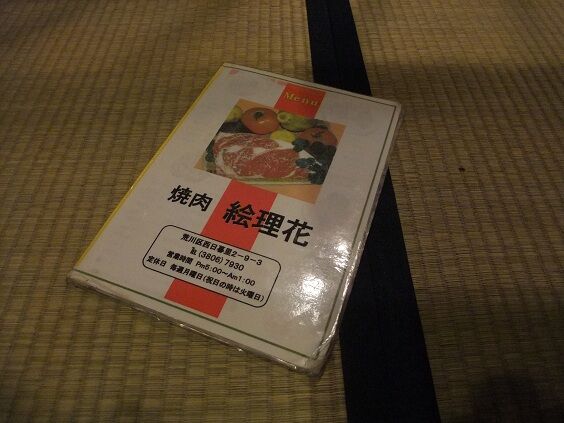 Menu
焼肉 絵理花
荒川区西日暮里2-9-3
℡(3806)7930
営業時間 Pm5:00～Am1:00
定休日 毎週月曜日(祝日の時は火曜日)